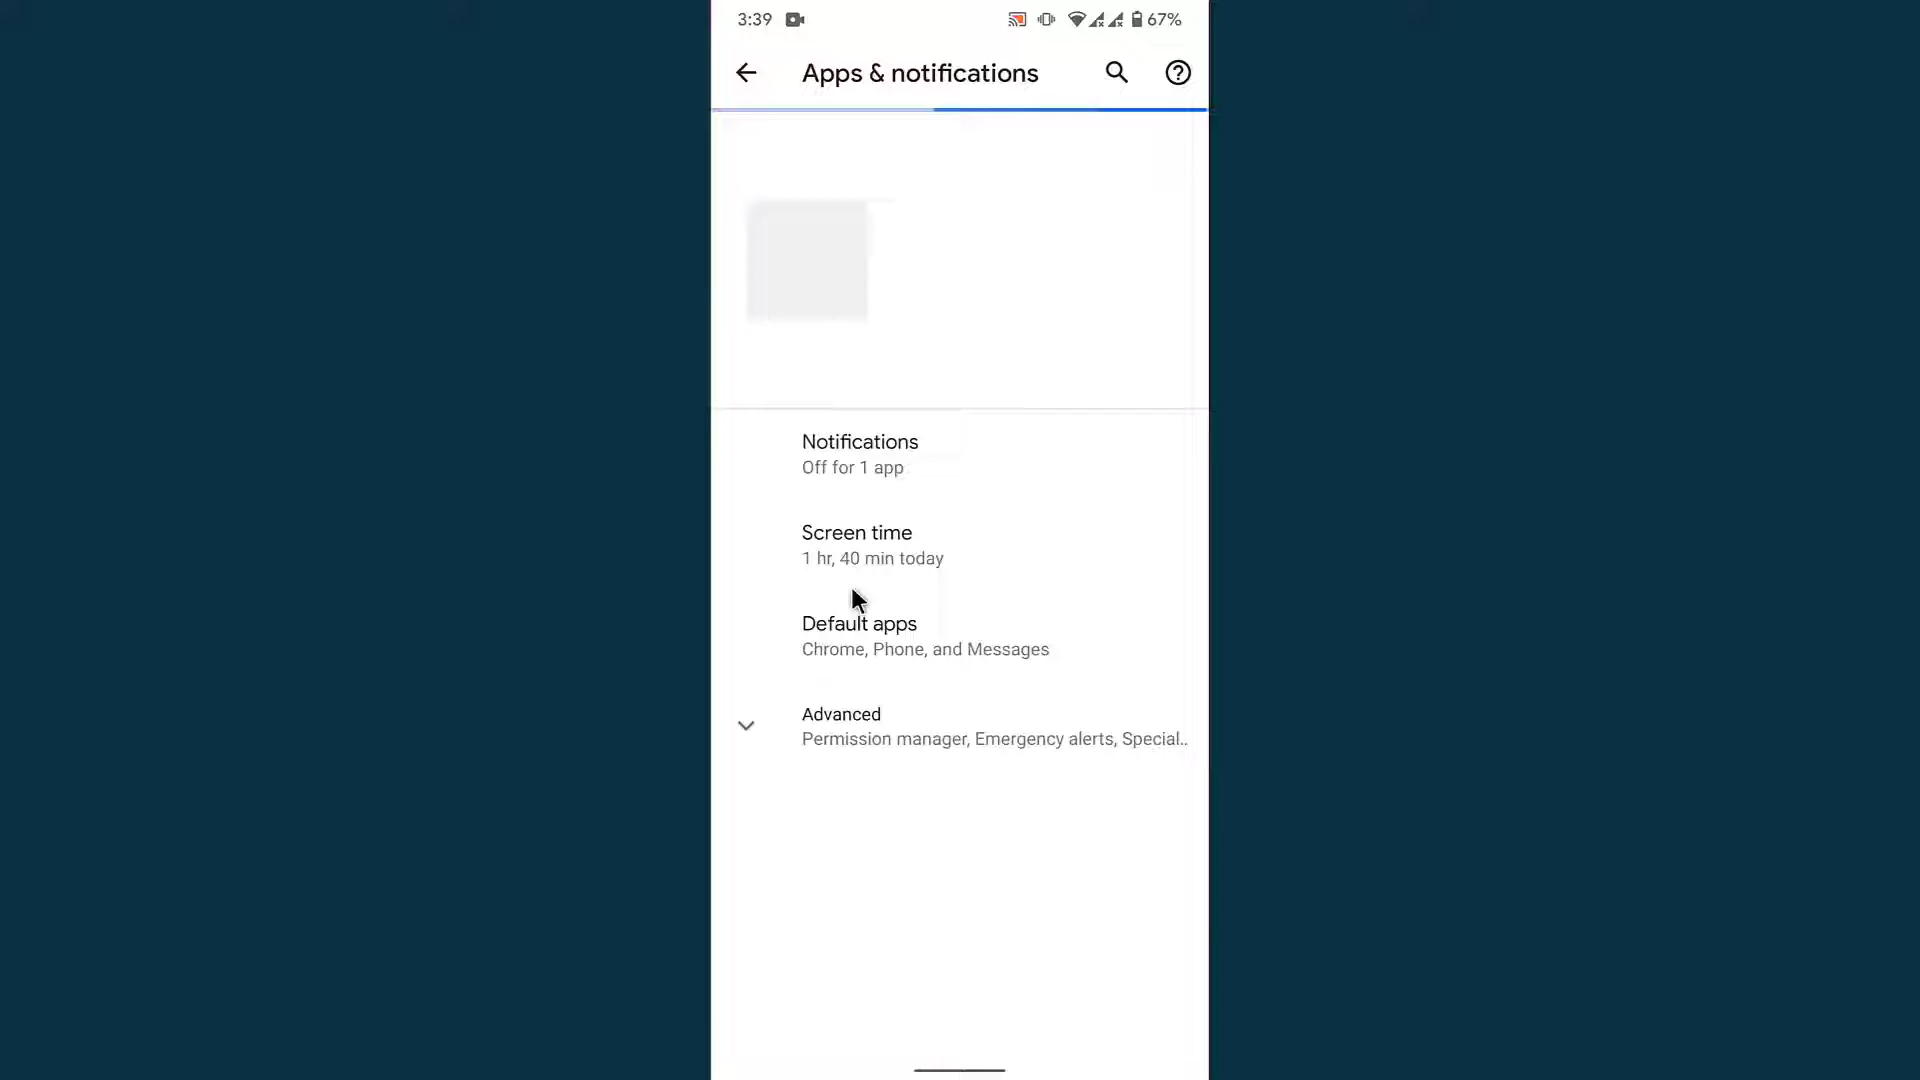 3:39
67%
Apps & notifications
Notifications
Off for 1 app
Screen time
1 hr, 40 min today
Default apps
Chrome, Phone, and Messages
Advanced
Permission manager, Emergency alerts, Special..